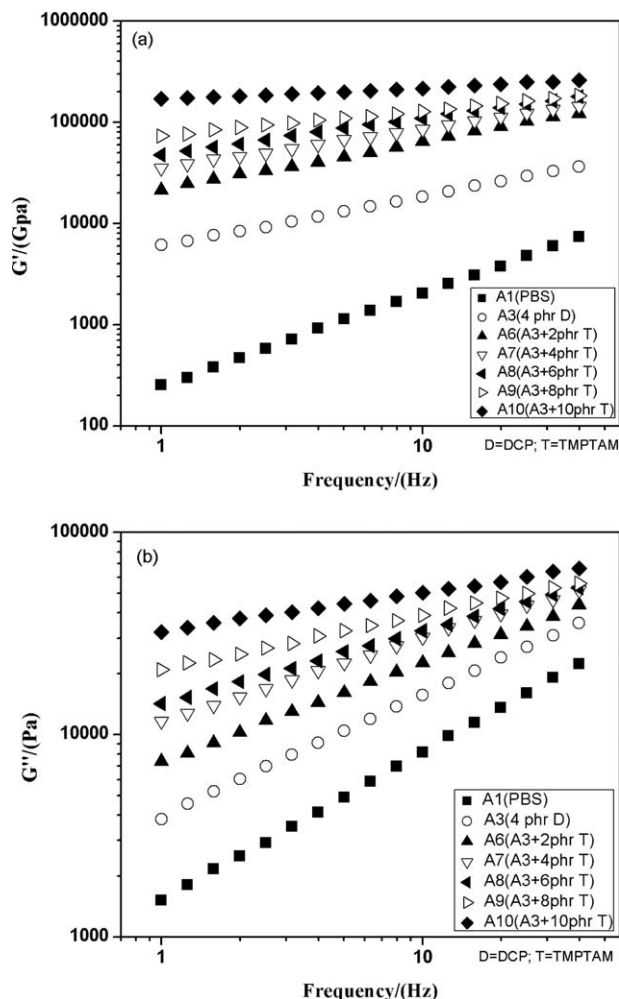 (a)
1000000
100000
10000
1000
100
G'/(Gpa)
A1(PBS)
A3(4 phr D)
A6(A3+2phr T)
A7(A3+4phr T)
A8(A3+6phr T)
A9(A3+8phr T)
A10(A3+10phr T)
1
10
D=DCP; T=TMPTAM
Frequency/(Hz)
(b)
100000
10000
1000
G''/(Pa)
A1(PBS)
A3(4 phr D)
A6(A3+2phr T)
A7(A3+4phr T)
A8(A3+6phr T)
A9(A3+8phr T)
A10(A3+10phr T)
1
10
D=DCP; T=TMPTAM
Frequency/(Hz)